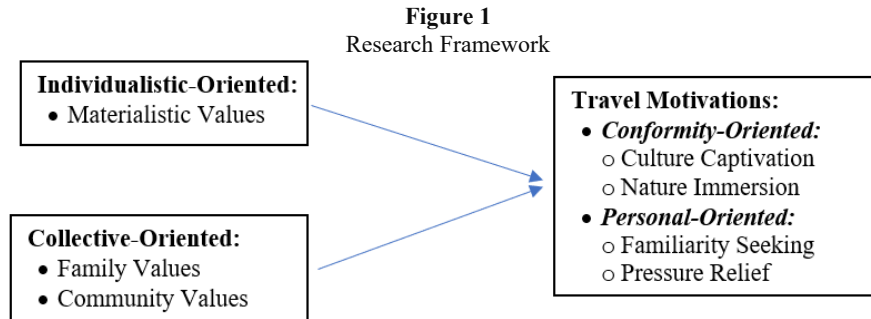 Figure 1
Research Framework
Individualistic-Oriented:
• Materialistic Values
Collective-Oriented:
• Family Values
• Community Values
Travel Motivations:
• Conformity-Oriented:
o Culture Captivation
o Nature Immersion
• Personal-Oriented:
o Familiarity Seeking
o Pressure Relief